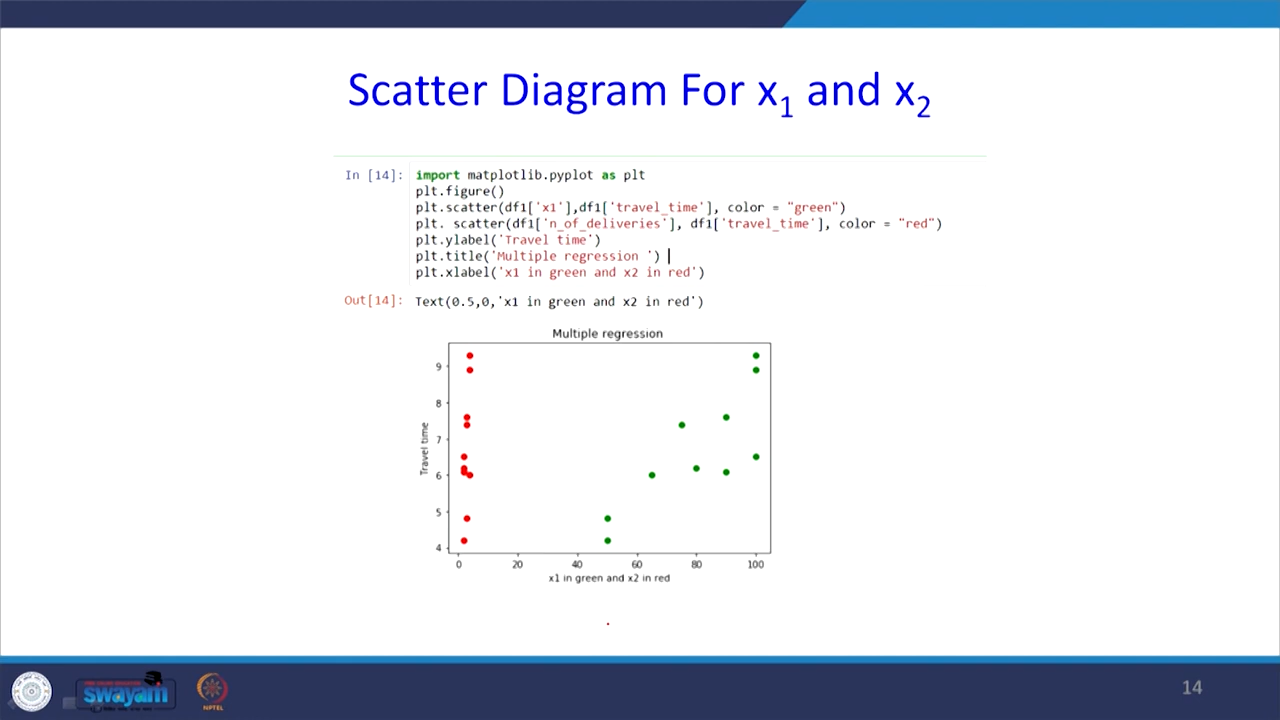 Scatter Diagram For x1 and x2
In [14]: import matplotlib.pyplot as plt
plt.figure()
plt.scatter(df1['x1'],df1['travel_time'], color = "green")
plt. scatter(df1['n_of_deliveries'], df1['travel_time'], color = "red")
plt.ylabel('Travel time')
plt.title('Multiple regression ')
plt.xlabel('x1 in green and x2 in red')
Out[14]: Text(0.5,0,'x1 in green and x2 in red')
Multiple regression
Travel time
9
8
7
6
5
4
0 20 40 60 80 100
x1 in green and x2 in red
swayam
NPTEL
14